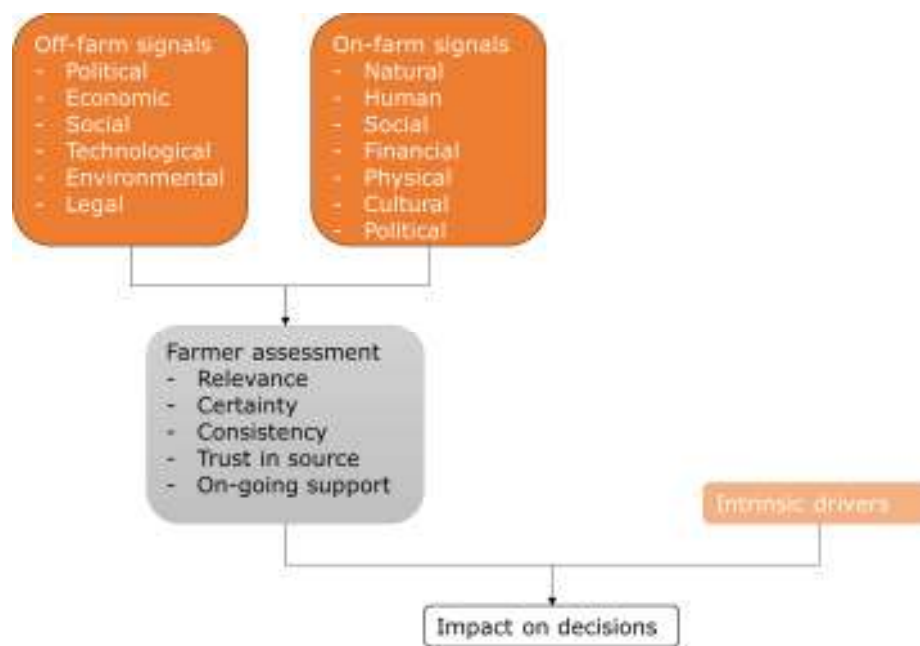 Off-farm signals
- Political
- Economic
- Social
- Technological
- Environmental
- Legal
On-farm signals
- Natural
- Human
- Social
- Financial
- Physical
- Cultural
- Political
Farmer assessment
- Relevance
- Certainty
- Consistency
- Trust in source
- On-going support
Intrinsic drivers
Impact on decisions